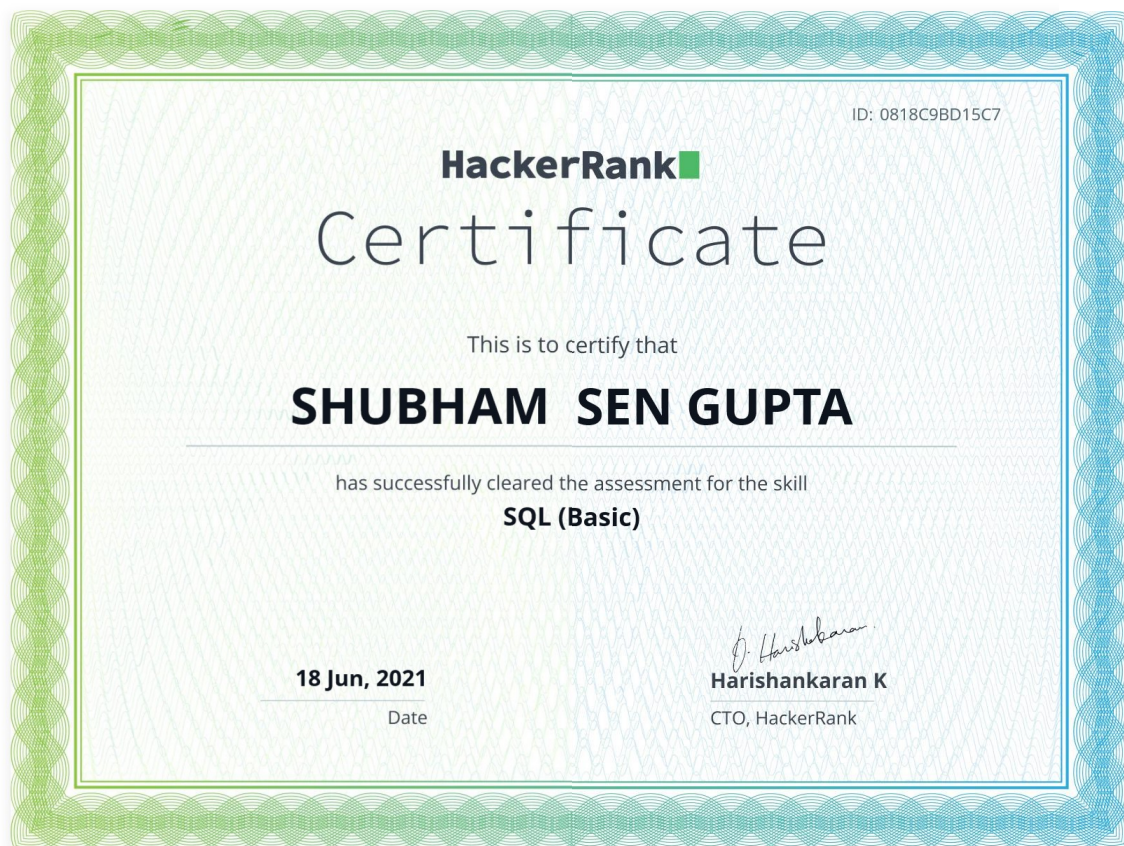 ID: 0818C9BD15C7
HackerRank
Certificate
This is to certify that
SHUBHAM  SEN GUPTA
has successfully cleared the assessment for the skill
SQL (Basic)
18 Jun, 2021
Date
Harishankaran K
CTO, HackerRank